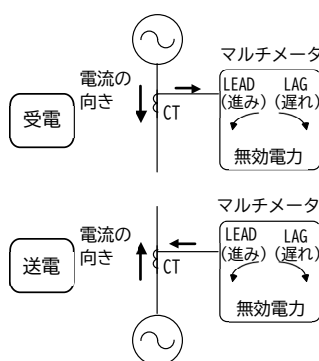 マルチメータ
電流の
向き
受電
CT
LEAD LAG
(進み)(遅れ)
無効電力
マルチメータ
電流の
向き
送電
CT
LEAD LAG
(進み)(遅れ)
無効電力